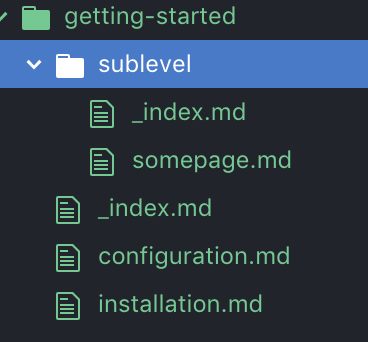 getting-started
sublevel
_index.md
somepage.md
_index.md
configuration.md
installation.md